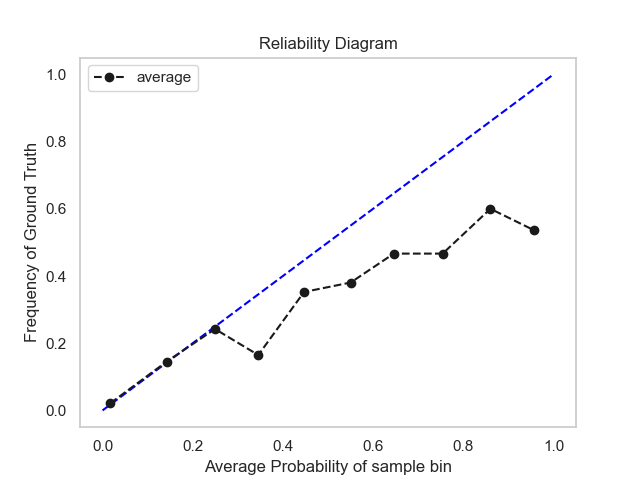 Reliability Diagram
average
Frequency of Ground Truth
1.0
0.8
0.6
0.4
0.2
0.0
0.0 0.2 0.4 0.6 0.8 1.0
Average Probability of sample bin